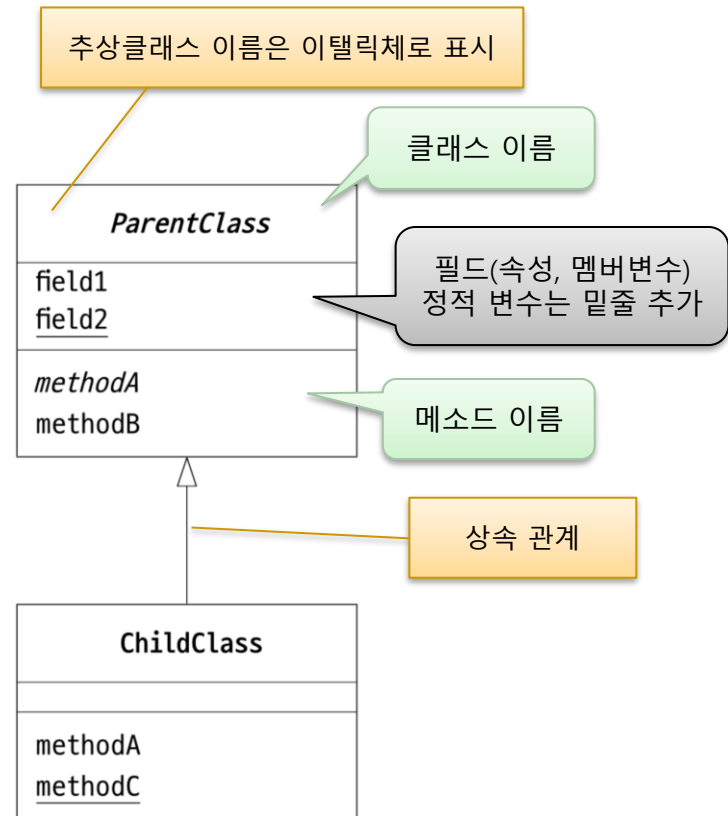 추상클래스 이름은 이탤릭체로 표시
클래스 이름
ParentClass
필드(속성, 멤버변수)
정적 변수는 밑줄 추가
field1
field2
methodA
methodB
메소드 이름
상속 관계
ChildClass
methodA
methodC